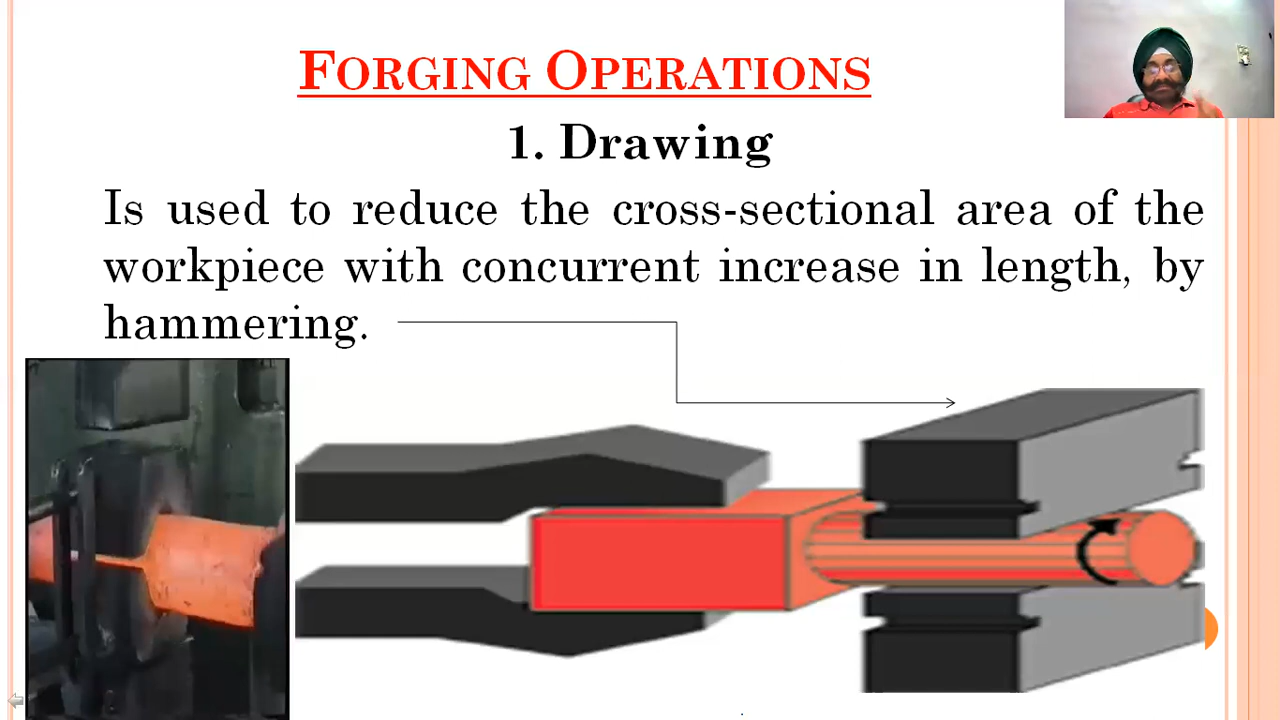 FORGING OPERATIONS
1. Drawing
Is used to reduce the cross-sectional area of the
workpiece with concurrent increase in length, by
hammering.